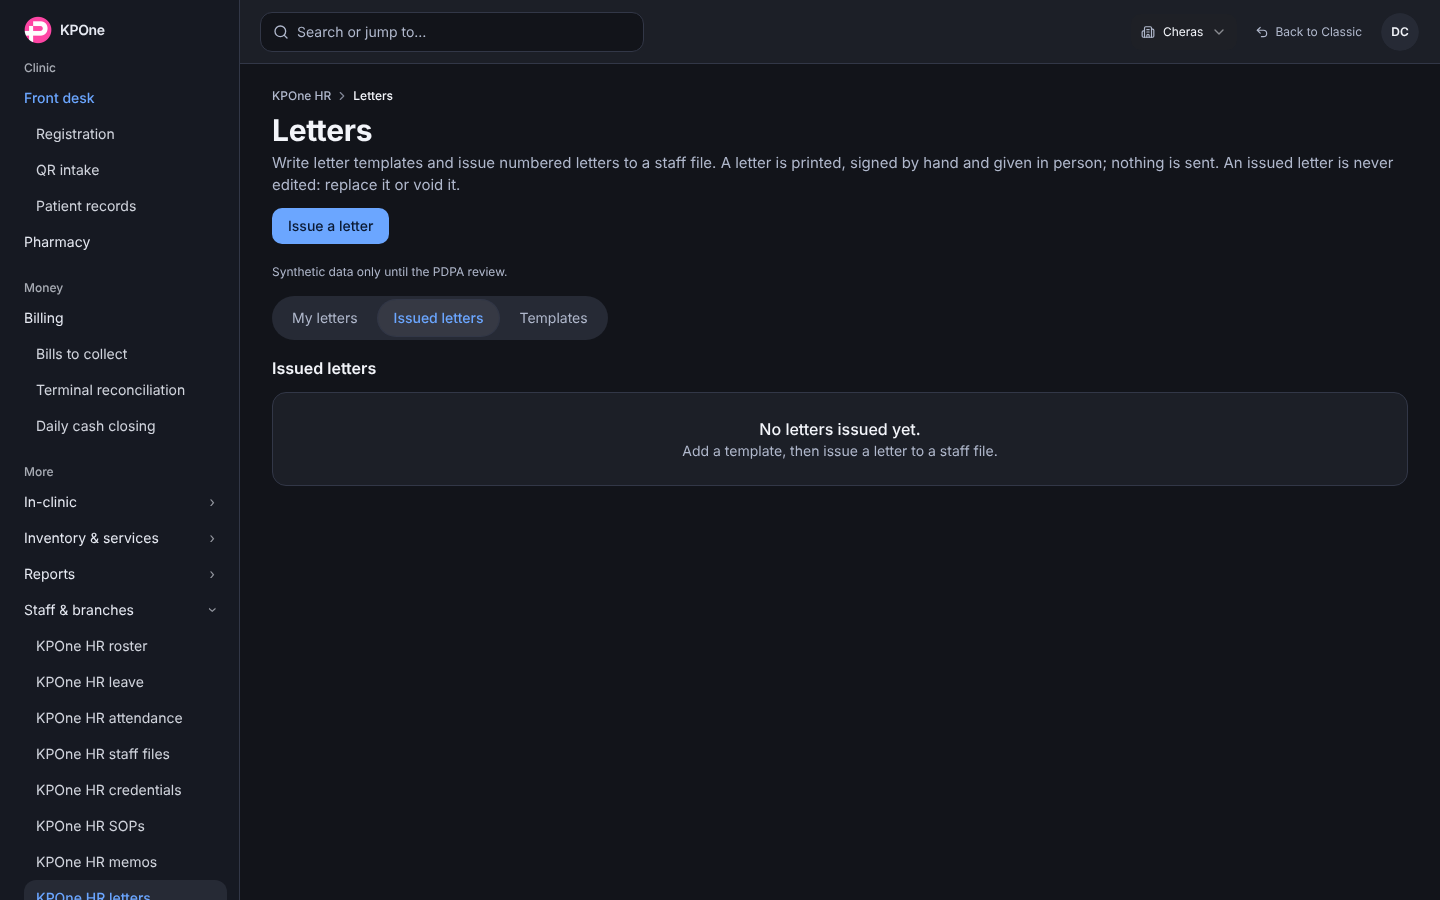 KPOne
Clinic
Front desk
Registration
QR intake
Patient records
Pharmacy
Money
Billing
Bills to collect
Terminal reconciliation
Daily cash closing
More
In-clinic
Inventory & services
Reports
Staff & branches
KPOne HR roster
KPOne HR leave
KPOne HR attendance
KPOne HR staff files
KPOne HR credentials
KPOne HR SOPs
KPOne HR memos
KPOne HR letters
Search or jump to...
Cheras
Back to Classic
DC
KPOne HR > Letters
Letters
Write letter templates and issue numbered letters to a staff file. A letter is printed, signed by hand and given in person; nothing is sent. An issued letter is never
edited: replace it or void it.
Issue a letter
Synthetic data only until the PDPA review.
My letters
Issued letters
Templates
Issued letters
No letters issued yet.
Add a template, then issue a letter to a staff file.